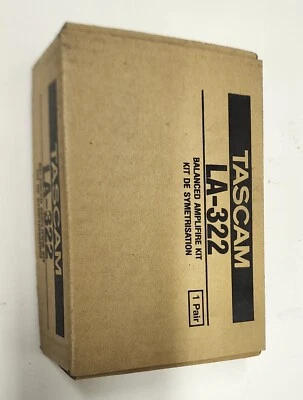 TASCAM
LA-322
BALANCED AMPLIFIRE KIT
KIT DE SYMETRISATION
1 Pair
TASCAM
LA-322